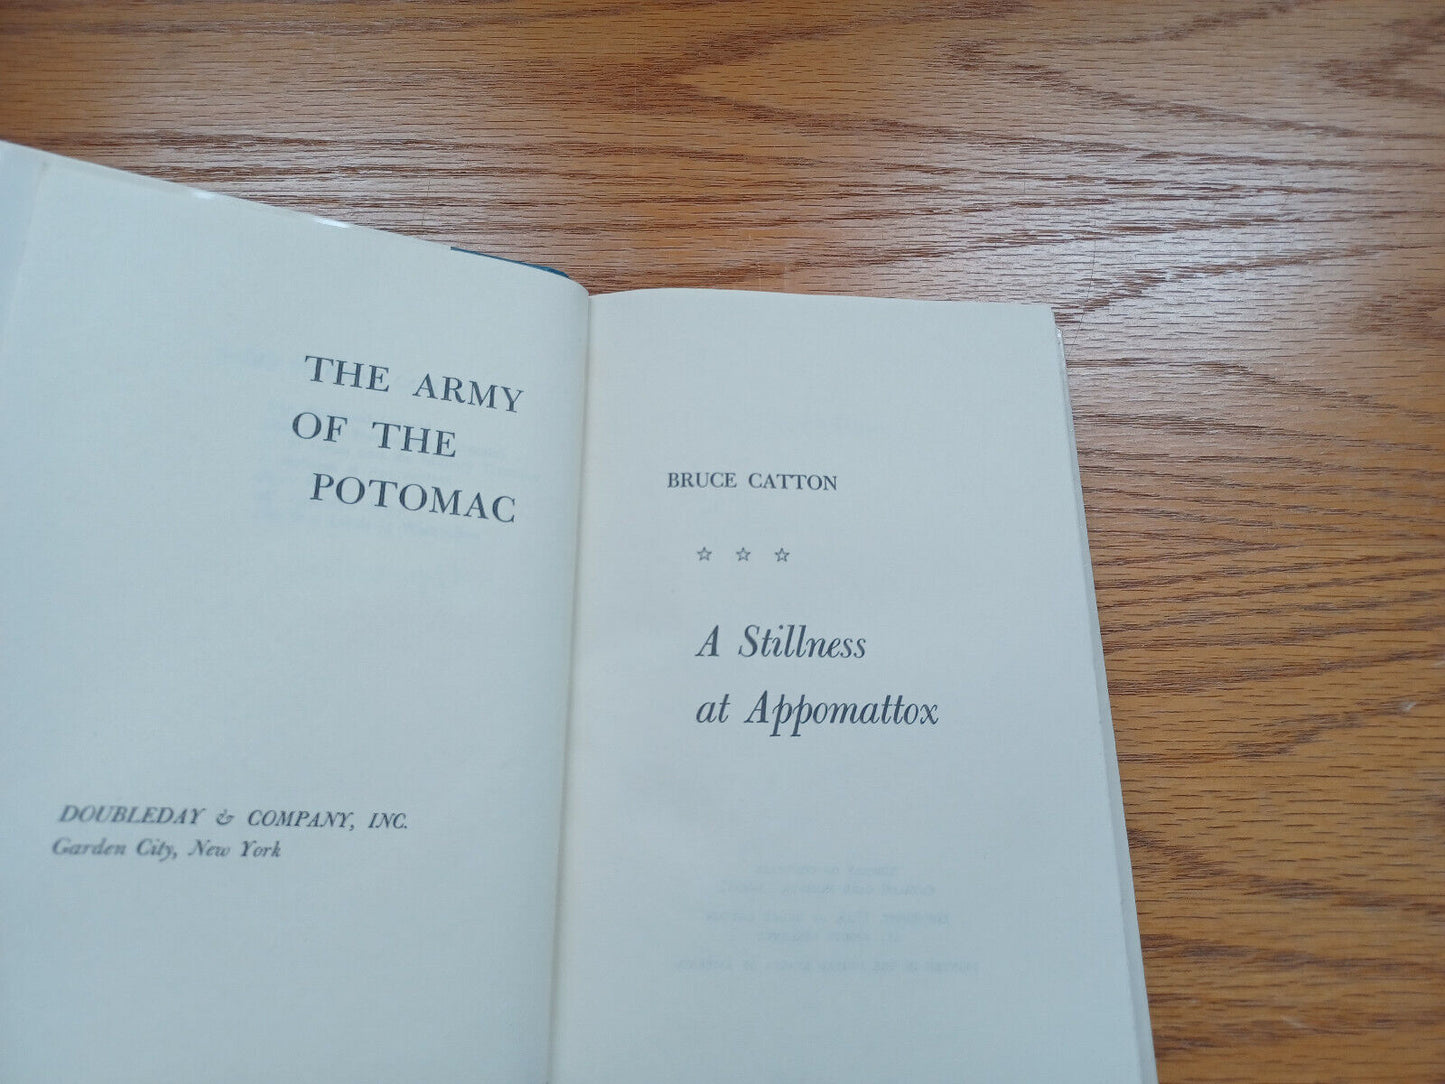 THE ARMY
OF THE
POTOMAC
DOUBLEDAY & COMPANY, INC.
Garden City, New York
BRUCE CATTON
☆ ☆ ☆
A Stillness
at Appomattox